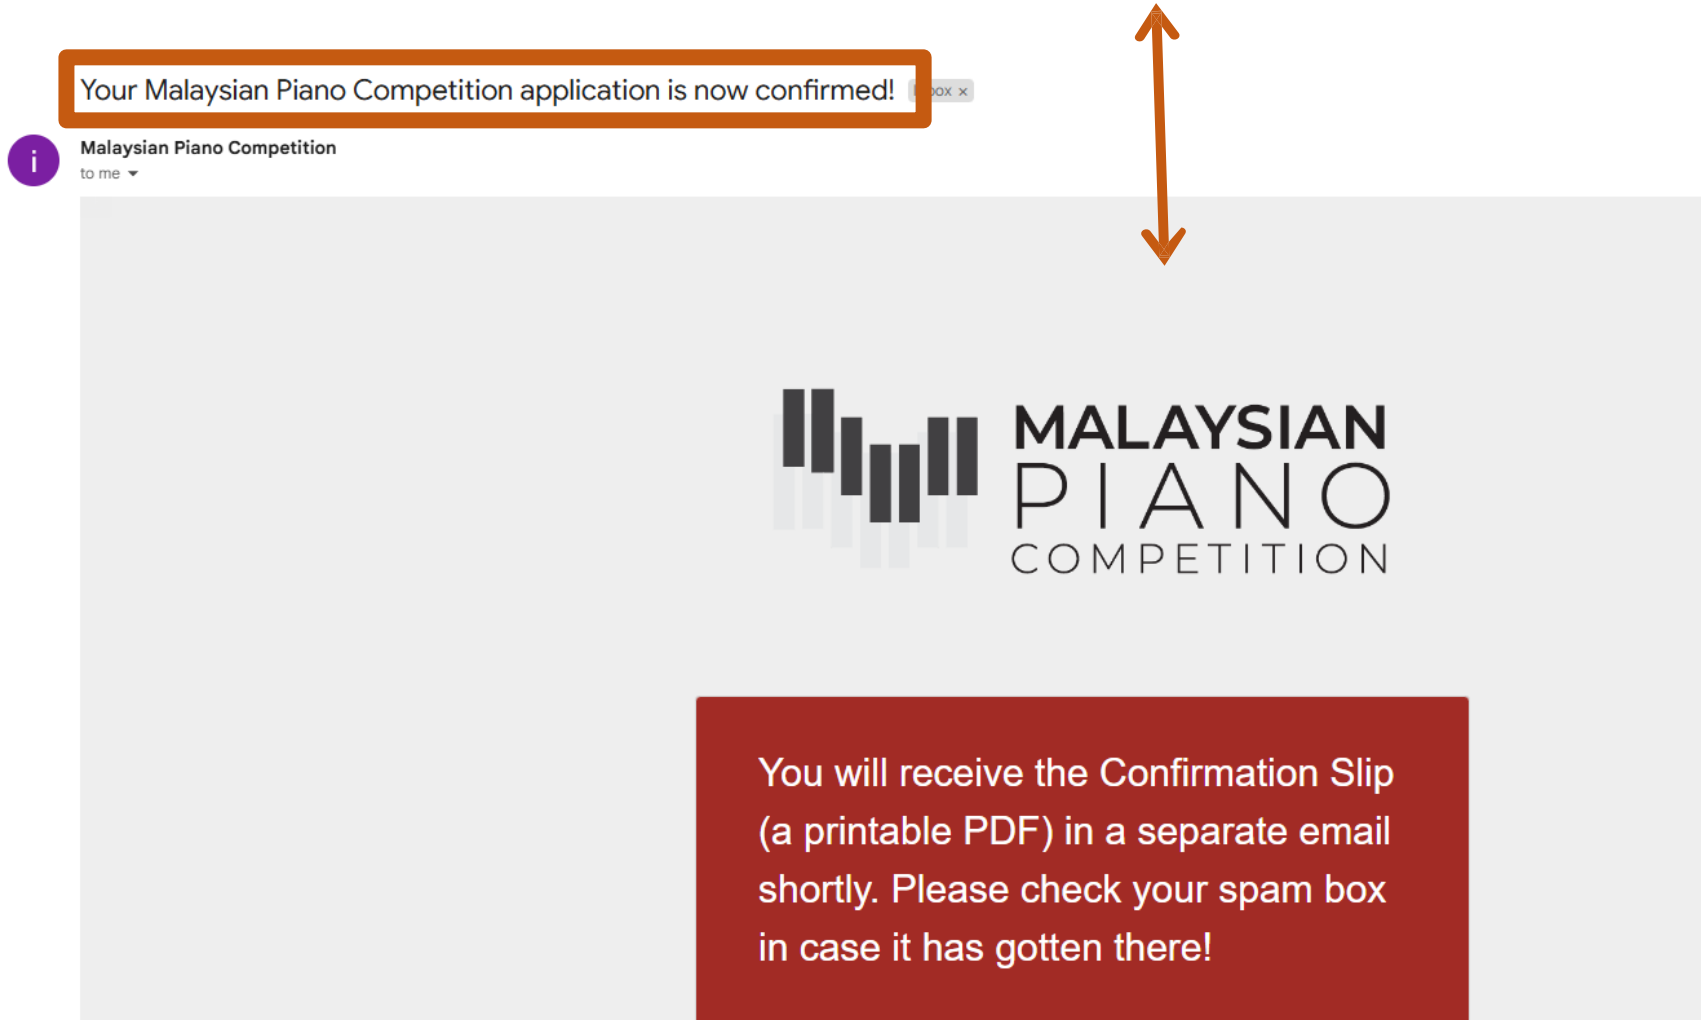 Your Malaysian Piano Competition application is now confirmed!
i
Malaysian Piano Competition
to me
MALAYSIAN
PIANO
COMPETITION
You will receive the Confirmation Slip
(a printable PDF) in a separate email
shortly. Please check your spam box
in case it has gotten there!